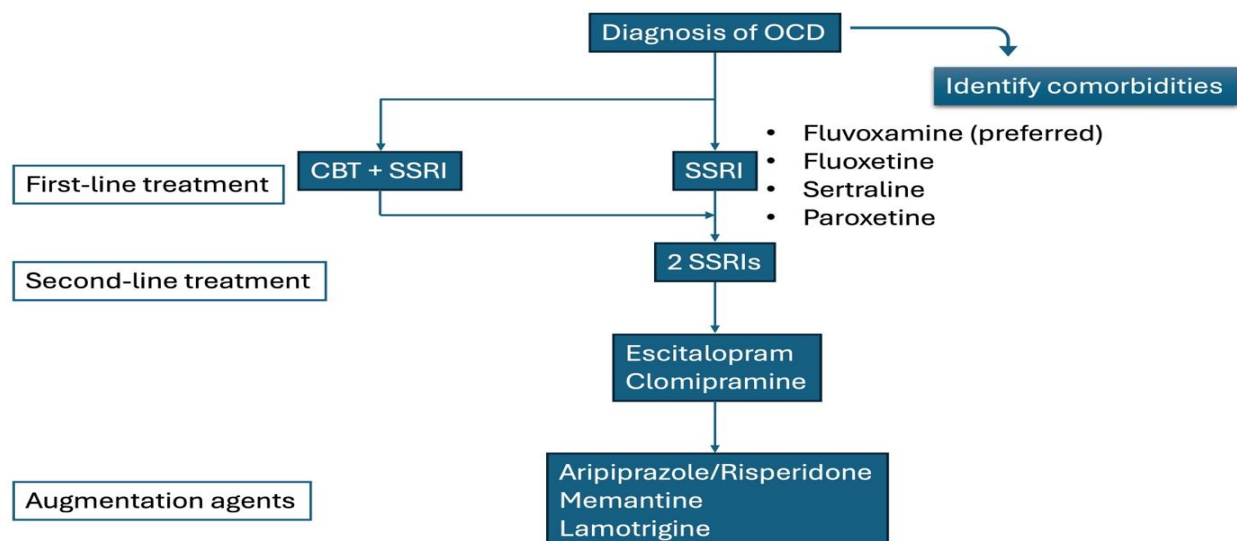 Diagnosis of OCD
Identify comorbidities
First-line treatment
CBT + SSRI
SSRI
• Fluvoxamine (preferred)
• Fluoxetine
• Sertraline
• Paroxetine
Second-line treatment
2 SSRIs
Escitalopram
Clomipramine
Augmentation agents
Aripiprazole/Risperidone
Memantine
Lamotrigine